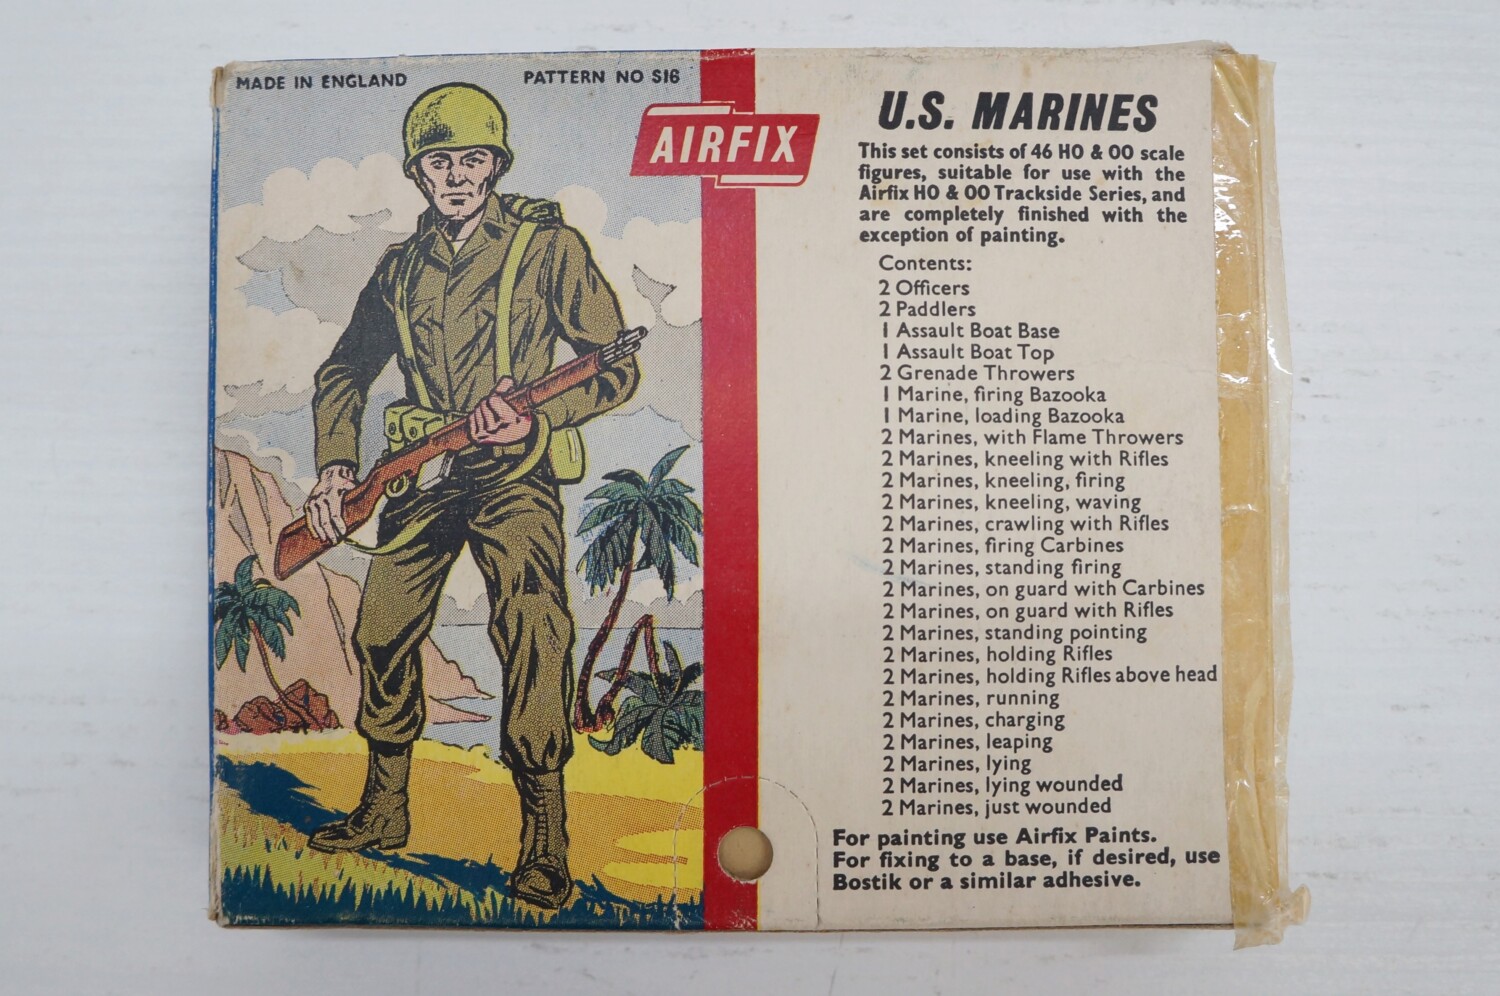 MADE IN ENGLAND
PATTERN NO S16
AIRFIX
U.S. MARINES
This set consists of 46 HO & OO scale
figures, suitable for use with the
Airfix HO & OO Trackside Series, and
are completely finished with the
exception of painting.
Contents:
2 Officers
2 Paddlers
1 Assault Boat Base
1 Assault Boat Top
2 Grenade Throwers
1 Marine, firing Bazooka
1 Marine, loading Bazooka
2 Marines, with Flame Throwers
2 Marines, kneeling with Rifles
2 Marines, kneeling, firing
2 Marines, kneeling, waving
2 Marines, crawling with Rifles
2 Marines, firing Carbines
2 Marines, standing firing
2 Marines, on guard with Carbines
2 Marines, on guard with Rifles
2 Marines, standing pointing
2 Marines, holding Rifles
2 Marines, holding Rifles above head
2 Marines, running
2 Marines, charging
2 Marines, leaping
2 Marines, lying
2 Marines, lying wounded
2 Marines, just wounded
For painting use Airfix Paints.
For fixing to a base, if desired, use
Bostik or a similar adhesive.